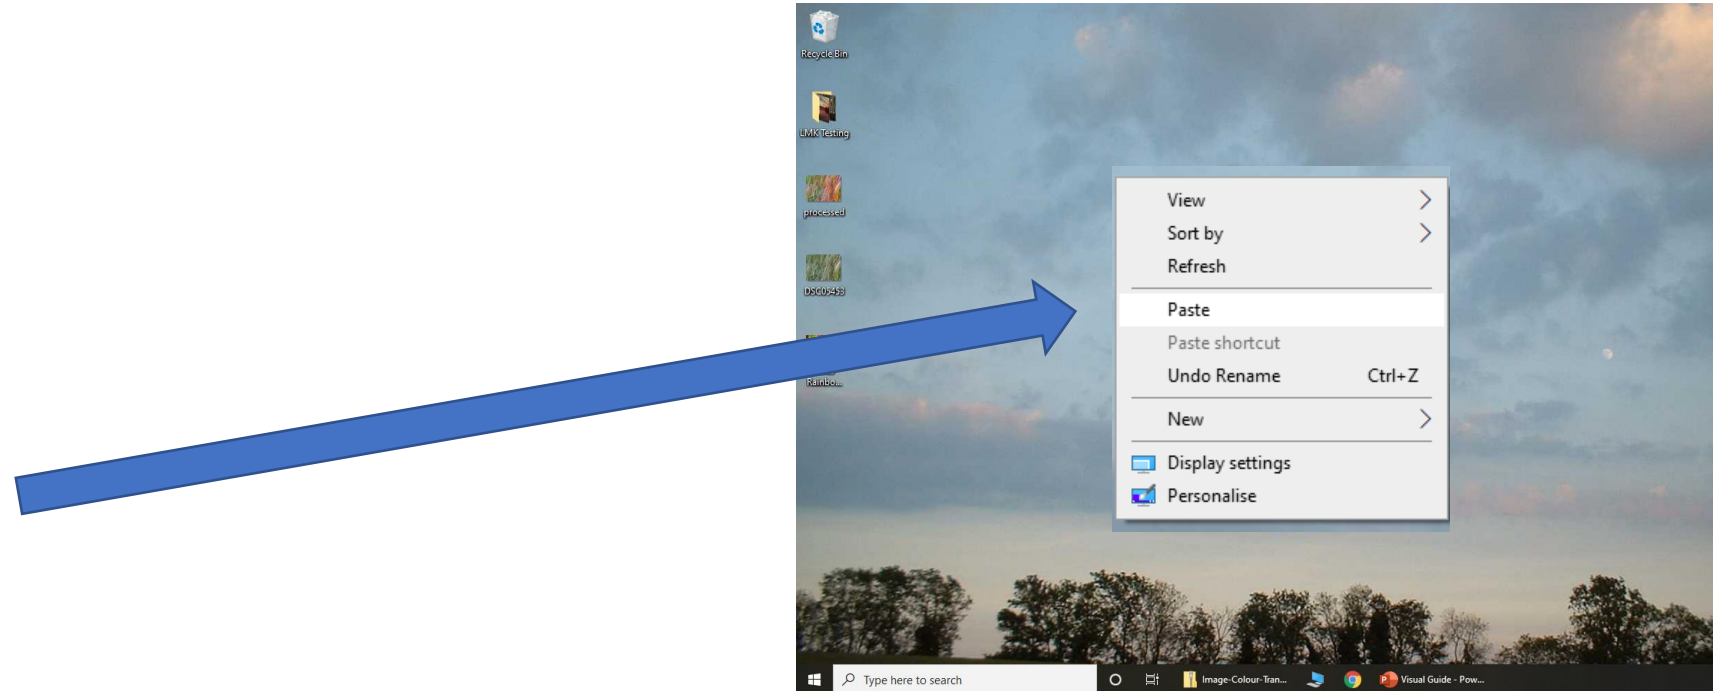 Recycle Bin
LMK Testing
processed
DSC05453
Rainbo...
View
Sort by
Refresh
Paste
Paste shortcut
Undo Rename Ctrl+Z
New
Display settings
Personalise
Type here to search
Image-Colour-Tran...
Visual Guide - Pow...